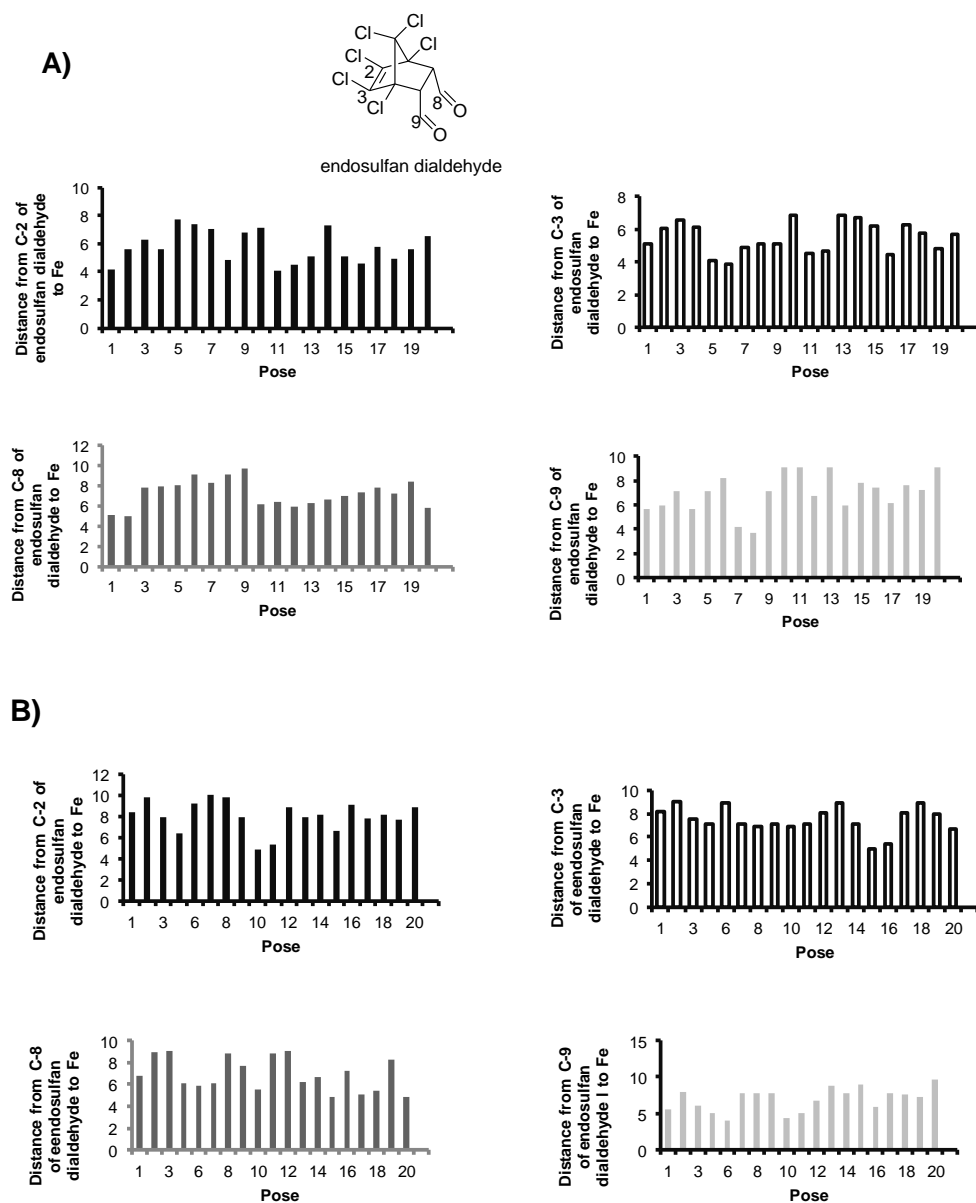 A)
Cl
Cl
Cl
Cl
2
Cl
3
Cl
8
O
9
O
endosulfan dialdehyde
Distance from C-2 of
endosulfan dialdehyde
to Fe
10
8
6
4
2
0
1 3 5 7 9 11 13 15 17 19
Pose
Distance from C-3 of
endosulfan
dialdehyde to Fe
8
6
4
2
0
1 3 5 7 9 11 13 15 17 19
Pose
Distance from C-8 of
endosulfan
dialdehyde to Fe
12
10
8
6
4
2
0
1 3 5 7 9 11 13 15 17 19
Pose
Distance from C-9 of
endosulfan
dialdehyde to Fe
10
8
6
4
2
0
1 3 5 7 9 11 13 15 17 19
Pose
B)
Distance from C-2 of
endosulfan
dialdehyde to Fe
12
10
8
6
4
2
0
1 3 6 8 10 12 14 16 18 20
Pose
Distance from C-3
of eendosulfan
dialdehyde to Fe
10
8
6
4
2
0
1 3 6 8 10 12 14 16 18 20
Pose
Distance from C-8
of eendosulfan
dialdehyde to Fe
10
8
6
4
2
0
1 3 6 8 10 12 14 16 18 20
Pose
Distance from C-9
of endosulfan
dialdehyde I to Fe
15
10
5
0
1 3 6 8 10 12 14 16 18 20
Pose